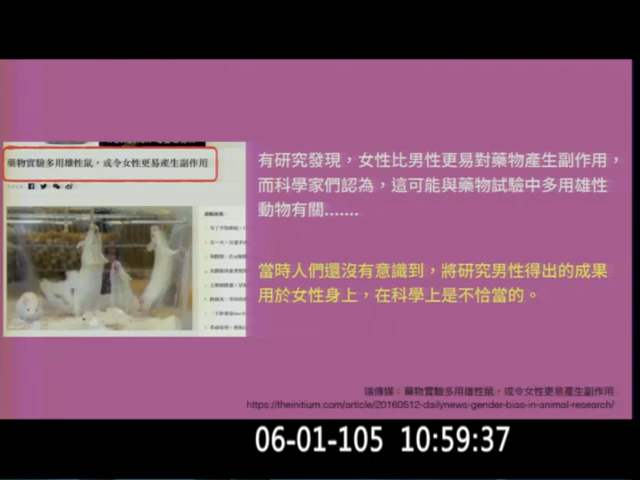 藥物實驗多用雄性鼠，或令女性更易產生副作用
有研究發現，女性比男性更易對藥物產生副作用，
而科學家們認為，這可能與藥物試驗中多用雄性
動物有關.......
當時人們還沒有意識到，將研究男性得出的成果
用於女性身上，在科學上是不恰當的。
端傳媒：藥物實驗多用雄性鼠，或令女性更易產生副作用
https://theinitium.com/article/20160512-dailynews-gender-bias-in-animal-research/
06-01-105 10:59:37